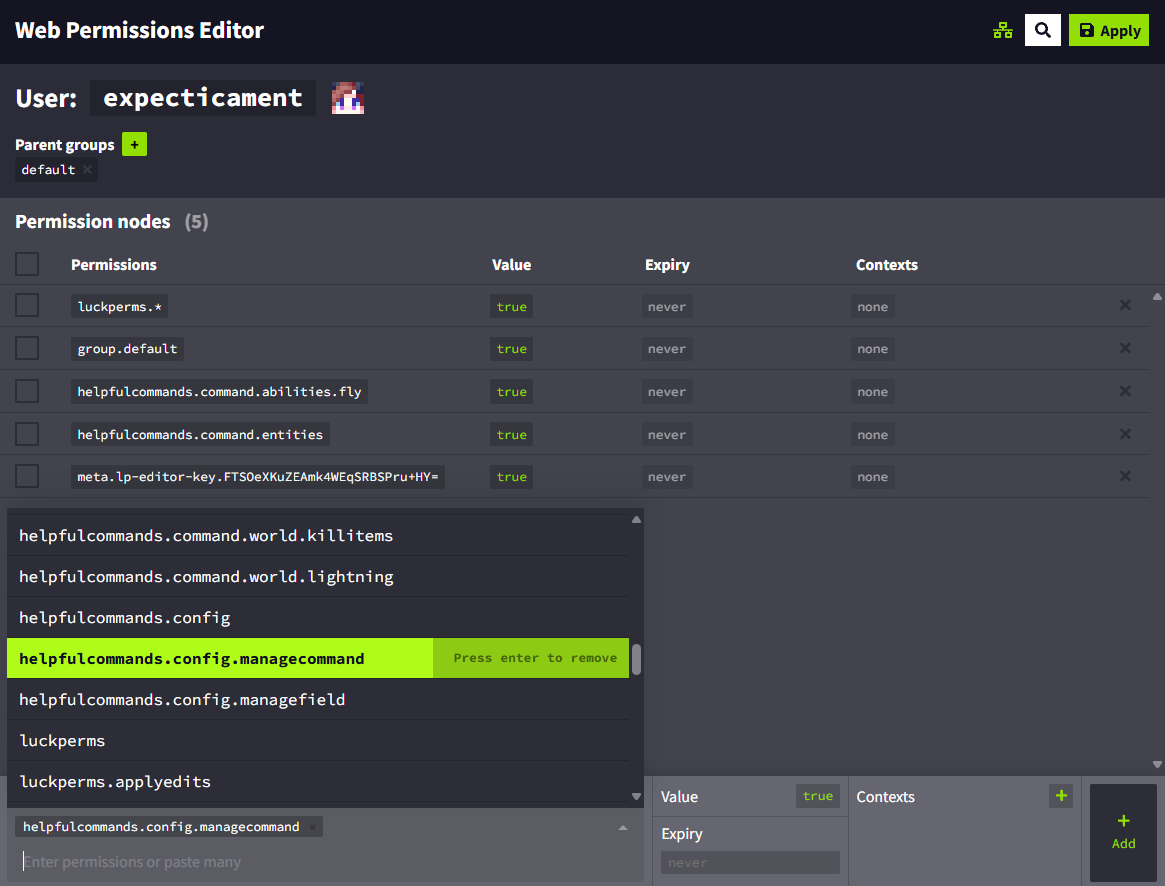 Web Permissions Editor
Apply
User: expecticament
Parent groups +
default ×
Permission nodes (5)
Permissions Value Expiry Contexts
luckperms.* true never none ×
group.default true never none ×
helpfulcommands.command.abilities.fly true never none ×
helpfulcommands.command.entities true never none ×
meta.lp-editor-key.FTSOeXKuZEAmk4WEqSRBSPru+HY= true never none ×
helpfulcommands.command.world.killitems
helpfulcommands.command.world.lightning
helpfulcommands.config
helpfulcommands.config.managecommand Press enter to remove
helpfulcommands.config.managefield
luckperms
luckperms.applyedits
Value true Contexts +
helpfulcommands.config.managecommand ×
Expiry
Enter permissions or paste many
never
+
Add